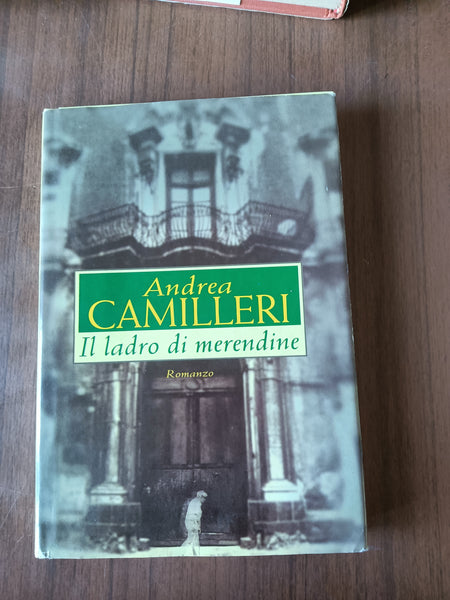 Andrea
CAMILLERI
Il ladro di merendine
Romanzo